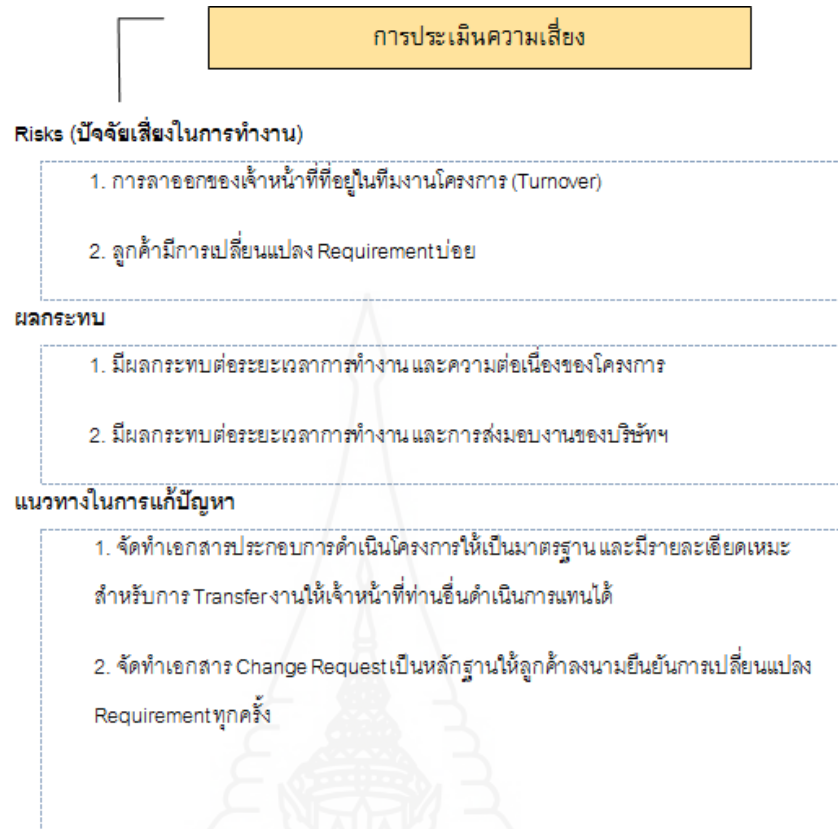 การประเมินความเสี่ยง
Risks (ปัจจัยเสี่ยงในการทำงาน)
1. การลาออกของเจ้าหน้าที่ที่อยู่ในทีมงานโครงการ (Turnover)
2. ลูกค้ามีการเปลี่ยนแปลง Requirement บ่อย
ผลกระทบ
1. มีผลกระทบต่อระยะเวลาการทำงาน และความต่อเนื่องของโครงการ
2. มีผลกระทบต่อระยะเวลาการทำงาน และการส่งมอบงานของบริษัทฯ
แนวทางในการแก้ปัญหา
1. จัดทำเอกสารประกอบการดำเนินโครงการให้เป็นมาตรฐาน และมีรายละเอียดเหมาะ
สำหรับการ Transfer งานให้เจ้าหน้าที่ท่านอื่นดำเนินการแทนได้
2. จัดทำเอกสาร Change Request เป็นหลักฐานให้ลูกค้าลงนามยืนยันการเปลี่ยนแปลง
Requirement ทุกครั้ง